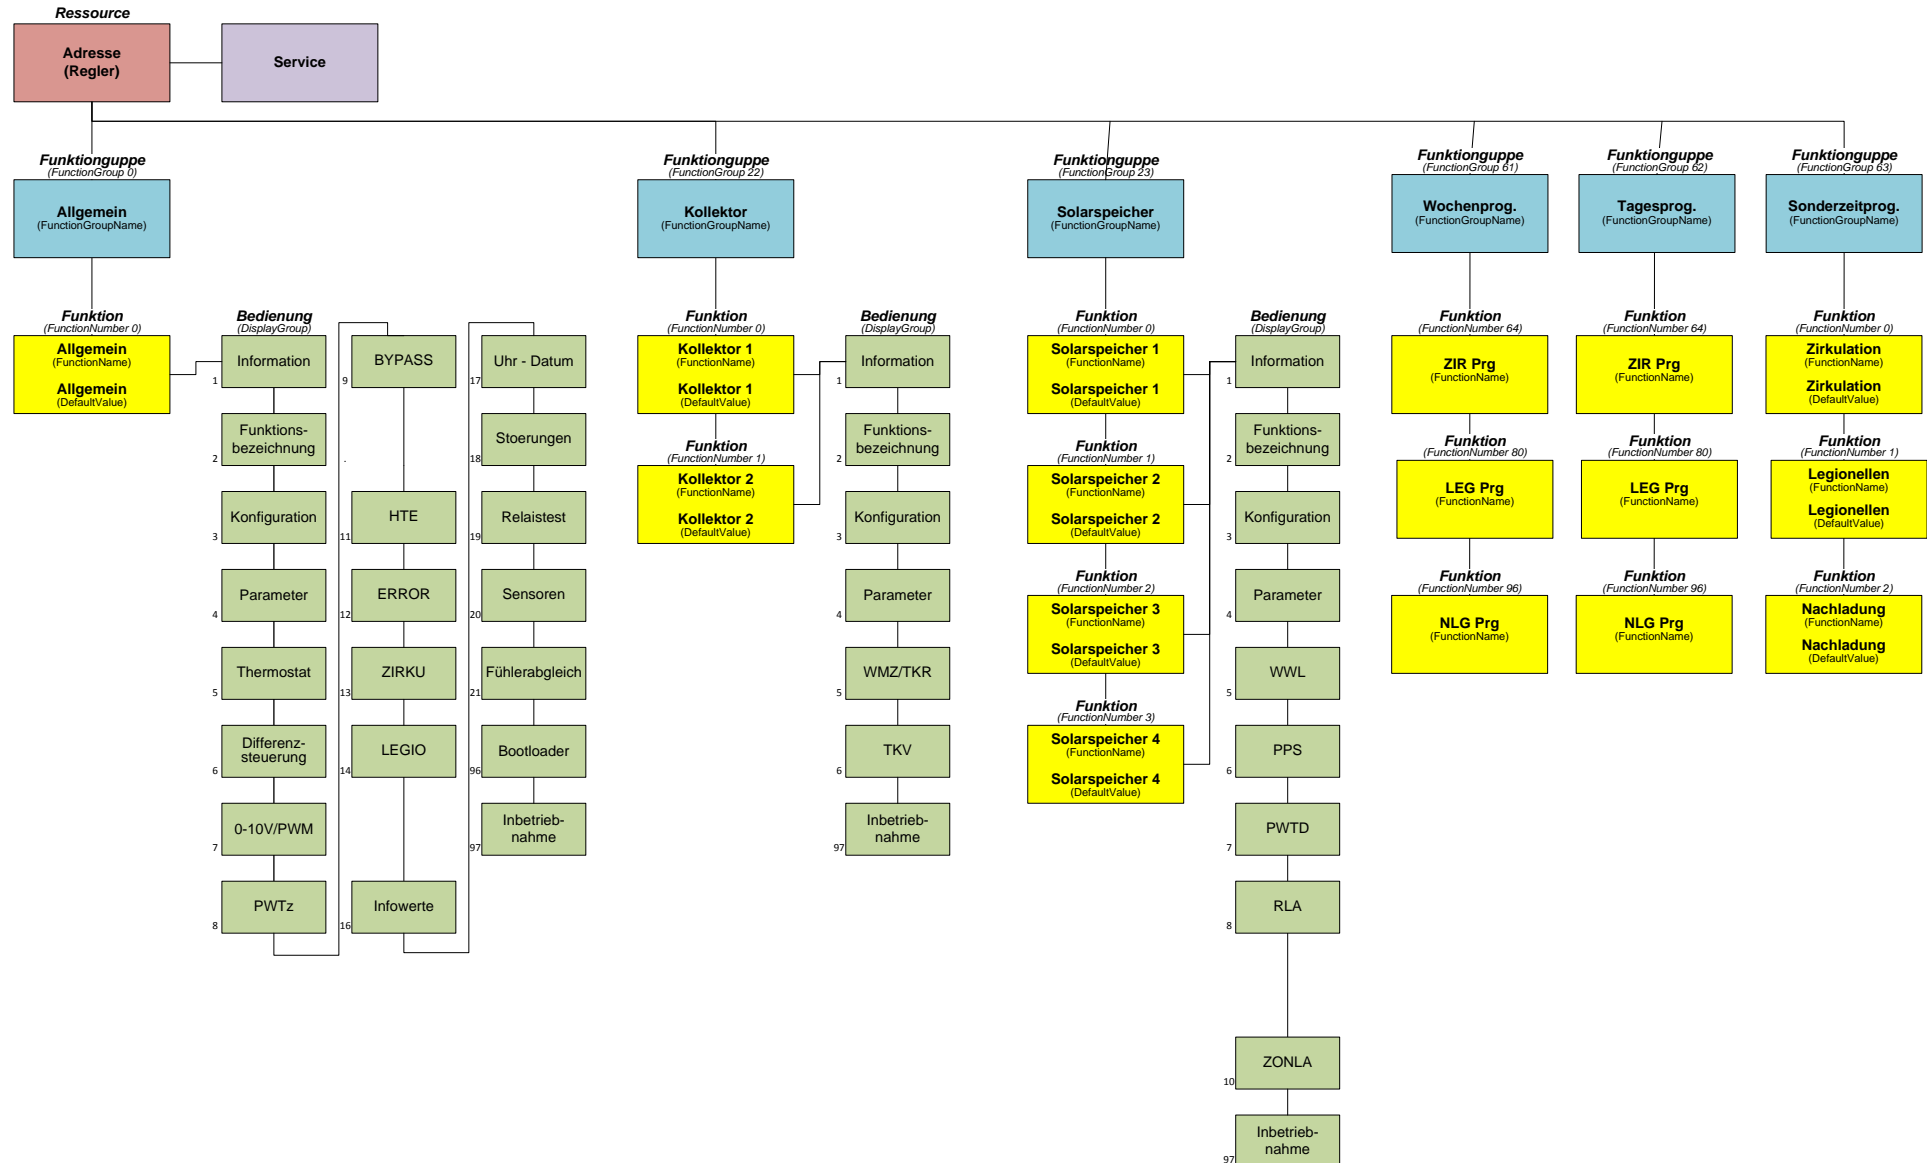 Ressource
Adresse
(Regler)
Service
Funktionguppe
(FunctionGroup 0)
Allgemein
(FunctionGroupName)
Funktion
(FunctionNumber 0)
Allgemein
(FunctionName)
Allgemein
(DefaultValue)
Bedienung
(DisplayGroup)
Information
1
Funktions-
bezeichnung
2
Konfiguration
3
Parameter
4
Thermostat
5
Differenz-
steuerung
6
0-10V/PWM
7
PWTz
8
BYPASS
9
.
HTE
11
ERROR
12
ZIRKU
13
LEGIO
14
Infowerte
16
Uhr - Datum
17
Stoerungen
18
Relaistest
19
Sensoren
20
Fühlerabgleich
21
Bootloader
96
Inbetrieb-
nahme
97
Funktionguppe
(FunctionGroup 22)
Kollektor
(FunctionGroupName)
Funktion
(FunctionNumber 0)
Kollektor 1
(FunctionName)
Kollektor 1
(DefaultValue)
Funktion
(FunctionNumber 1)
Kollektor 2
(FunctionName)
Kollektor 2
(DefaultValue)
Bedienung
(DisplayGroup)
Information
1
Funktions-
bezeichnung
2
Konfiguration
3
Parameter
4
WMZ/TKR
5
TKV
6
Inbetrieb-
nahme
97
Funktionguppe
(FunctionGroup 23)
Solarspeicher
(FunctionGroupName)
Funktion
(FunctionNumber 0)
Solarspeicher 1
(FunctionName)
Solarspeicher 1
(DefaultValue)
Funktion
(FunctionNumber 1)
Solarspeicher 2
(FunctionName)
Solarspeicher 2
(DefaultValue)
Funktion
(FunctionNumber 2)
Solarspeicher 3
(FunctionName)
Solarspeicher 3
(DefaultValue)
Funktion
(FunctionNumber 3)
Solarspeicher 4
(FunctionName)
Solarspeicher 4
(DefaultValue)
Bedienung
(DisplayGroup)
Information
1
Funktions-
bezeichnung
2
Konfiguration
3
Parameter
4
WWL
5
PPS
6
PWTD
7
RLA
8
ZONLA
10
Inbetrieb-
nahme
97
Funktionguppe
(FunctionGroup 61)
Wochenprog.
(FunctionGroupName)
Funktion
(FunctionNumber 64)
ZIR Prg
(FunctionName)
Funktion
(FunctionNumber 80)
LEG Prg
(FunctionName)
Funktion
(FunctionNumber 96)
NLG Prg
(FunctionName)
Funktionguppe
(FunctionGroup 62)
Tagesprog.
(FunctionGroupName)
Funktion
(FunctionNumber 64)
ZIR Prg
(FunctionName)
Funktion
(FunctionNumber 80)
LEG Prg
(FunctionName)
Funktion
(FunctionNumber 96)
NLG Prg
(FunctionName)
Funktionguppe
(FunctionGroup 63)
Sonderzeitprog.
(FunctionGroupName)
Funktion
(FunctionNumber 0)
Zirkulation
(FunctionName)
Zirkulation
(DefaultValue)
Funktion
(FunctionNumber 1)
Legionellen
(FunctionName)
Legionellen
(DefaultValue)
Funktion
(FunctionNumber 2)
Nachladung
(FunctionName)
Nachladung
(DefaultValue)